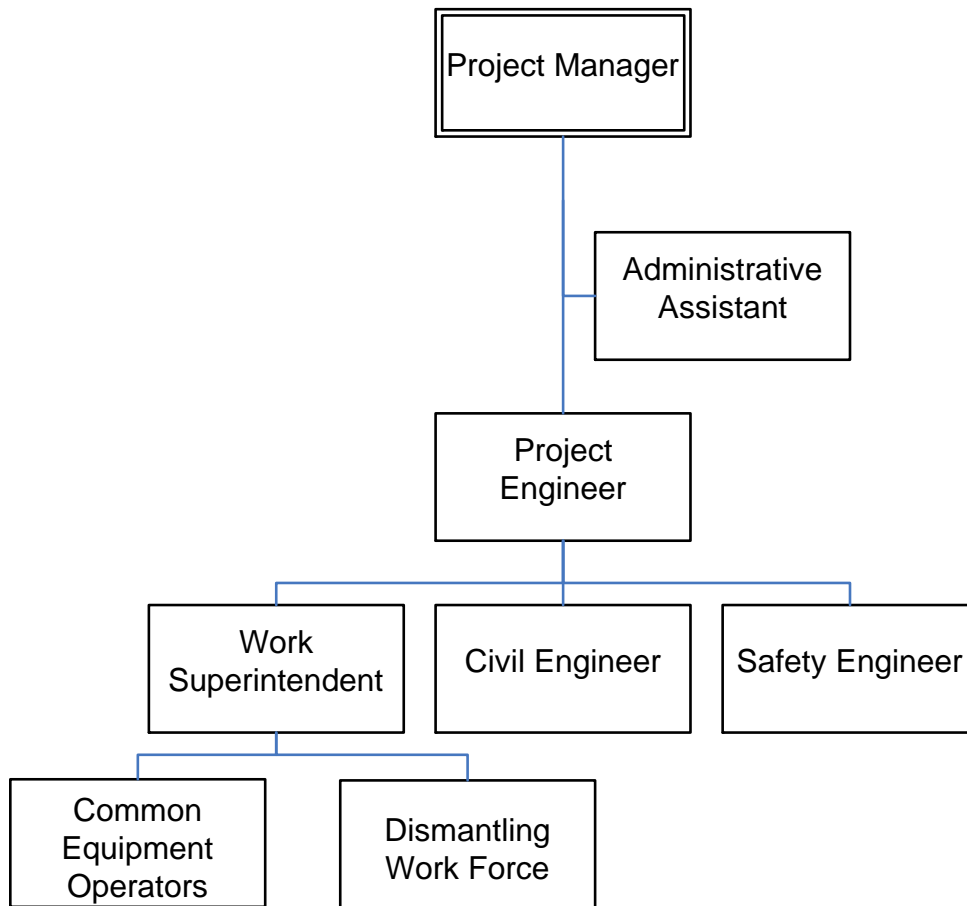 Project Manager
Administrative
Assistant
Project
Engineer
Work
Superintendent
Civil Engineer
Safety Engineer
Common
Equipment
Operators
Dismantling
Work Force